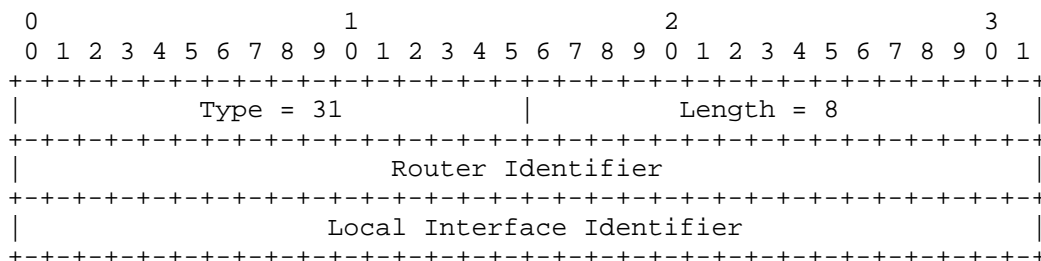 0                   1                   2                   3
 0 1 2 3 4 5 6 7 8 9 0 1 2 3 4 5 6 7 8 9 0 1 2 3 4 5 6 7 8 9 0 1
+-+-+-+-+-+-+-+-+-+-+-+-+-+-+-+-+-+-+-+-+-+-+-+-+-+-+-+-+-+-+-+-+
|           Type = 31           |         Length = 8            |
+-+-+-+-+-+-+-+-+-+-+-+-+-+-+-+-+-+-+-+-+-+-+-+-+-+-+-+-+-+-+-+-+
|                       Router Identifier                       |
+-+-+-+-+-+-+-+-+-+-+-+-+-+-+-+-+-+-+-+-+-+-+-+-+-+-+-+-+-+-+-+-+
|                   Local Interface Identifier                  |
+-+-+-+-+-+-+-+-+-+-+-+-+-+-+-+-+-+-+-+-+-+-+-+-+-+-+-+-+-+-+-+-+